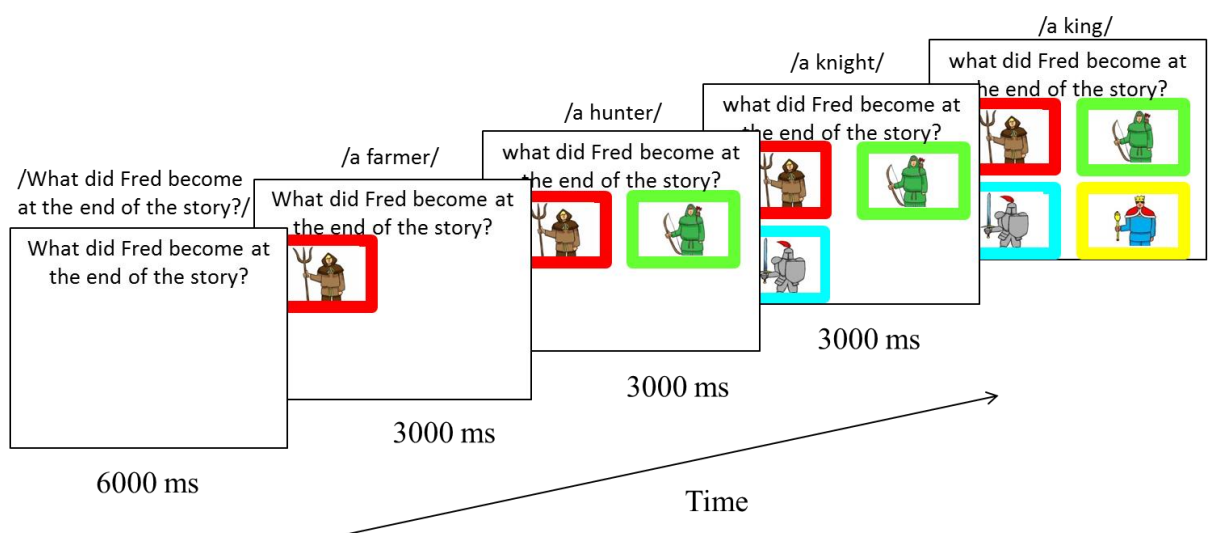 /What did Fred become
at the end of the story?/
What did Fred become at
the end of the story?
6000 ms
/a farmer/
What did Fred become at
the end of the story?
3000 ms
/a hunter/
what did Fred become at
the end of the story?
3000 ms
/a knight/
what did Fred become at
the end of the story?
3000 ms
/a king/
what did Fred become at
he end of the story?
Time